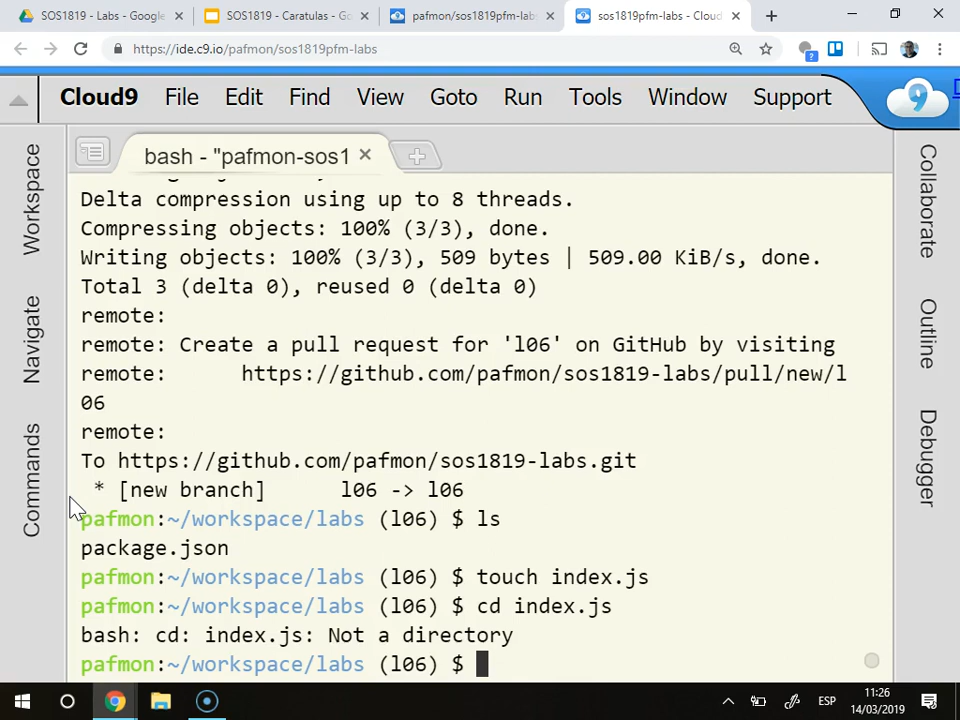 SOS1819 - Labs - Google
SOS1819 - Caratulas - Go
pafmon/sos1819pfm-lab
sos1819pfm-labs - Cloud
https://ide.c9.io/pafmon/sos1819pfm-labs
Cloud9 File Edit Find View Goto Run Tools Window Support
9
bash - "pafmon-sos1
Workspace
Navigate
Commands
Collaborate
Outline
Debugger
Delta compression using up to 8 threads.
Compressing objects: 100% (3/3), done.
Writing objects: 100% (3/3), 509 bytes | 509.00 KiB/s, done.
Total 3 (delta 0), reused 0 (delta 0)
remote:
remote: Create a pull request for 'l06' on GitHub by visiting
remote:      https://github.com/pafmon/sos1819-labs/pull/new/l
06
remote:
To https://github.com/pafmon/sos1819-labs.git
 * [new branch]      l06 -> l06
pafmon:~/workspace/labs (l06) $ ls
package.json
pafmon:~/workspace/labs (l06) $ touch index.js
pafmon:~/workspace/labs (l06) $ cd index.js
bash: cd: index.js: Not a directory
pafmon:~/workspace/labs (l06) $
ESP
11:26
14/03/2019